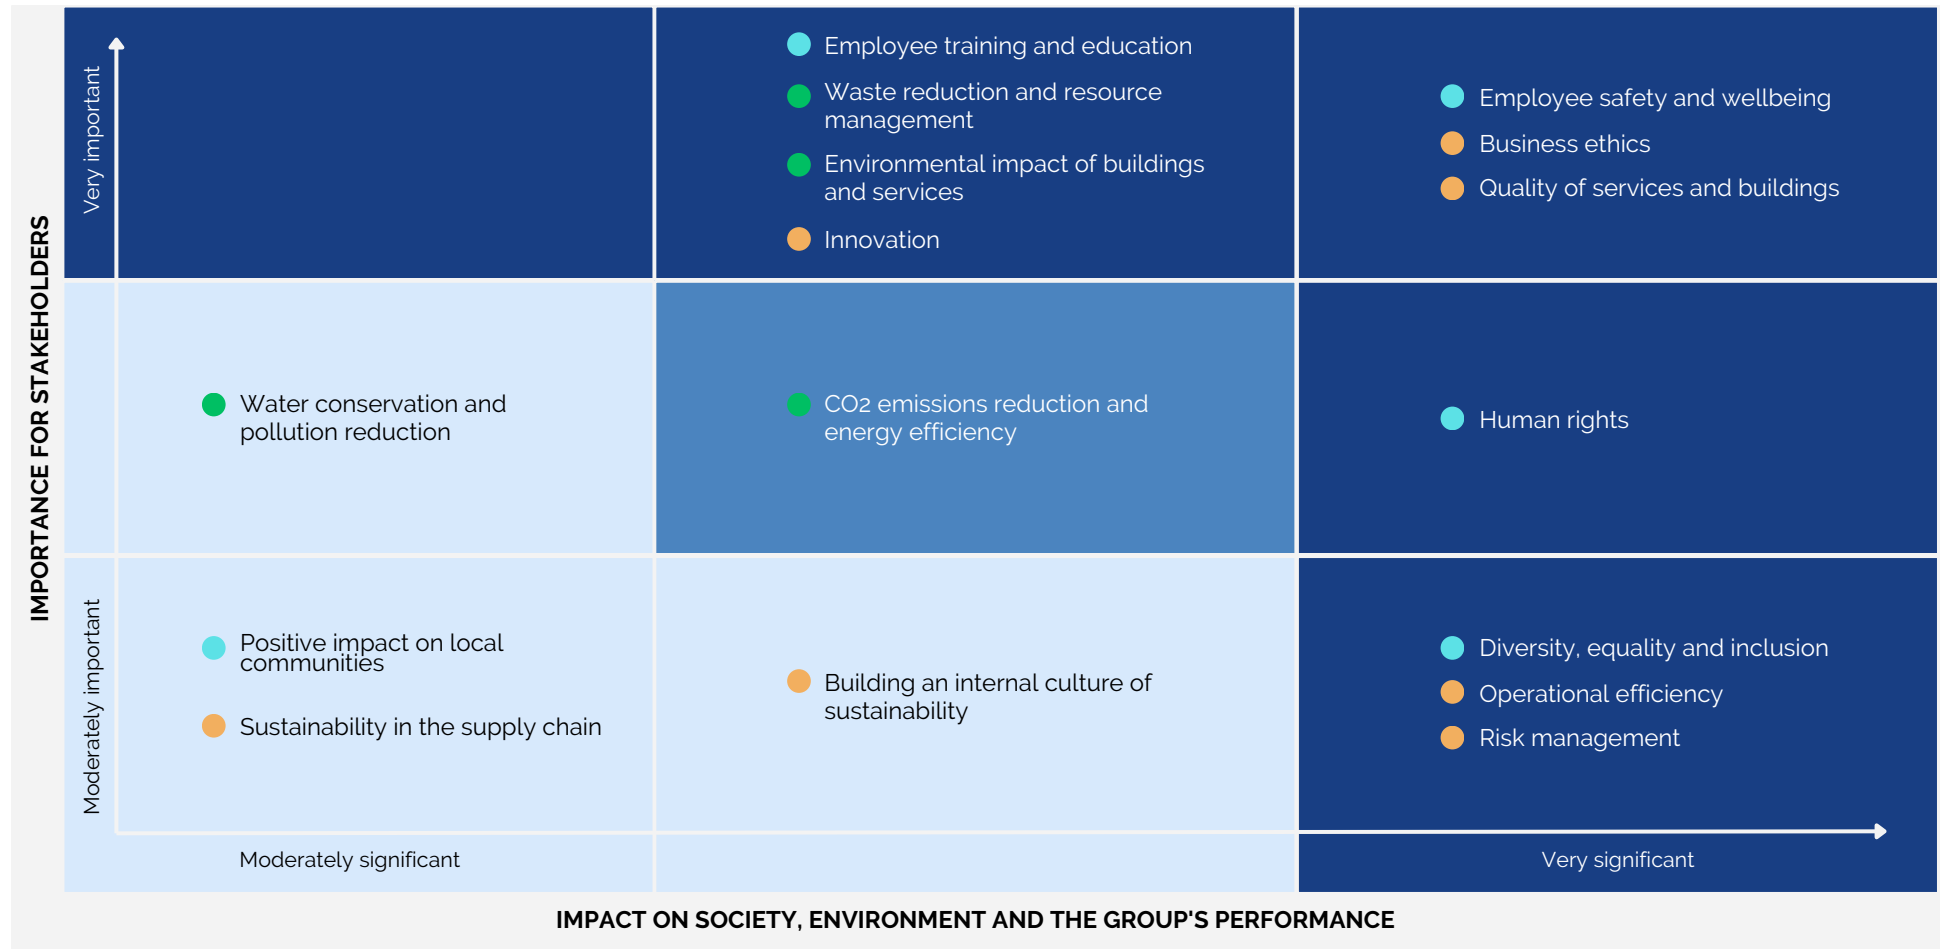 IMPORTANCE FOR STAKEHOLDERS
Very important
Moderately important
Employee training and education
Waste reduction and resource
management
Environmental impact of buildings
and services
Innovation
Employee safety and wellbeing
Business ethics
Quality of services and buildings
Water conservation and
pollution reduction
CO2 emissions reduction and
energy efficiency
Human rights
Positive impact on local
communities
Sustainability in the supply chain
Building an internal culture of
sustainability
Diversity, equality and inclusion
Operational efficiency
Risk management
Moderately significant
Very significant
IMPACT ON SOCIETY, ENVIRONMENT AND THE GROUP'S PERFORMANCE